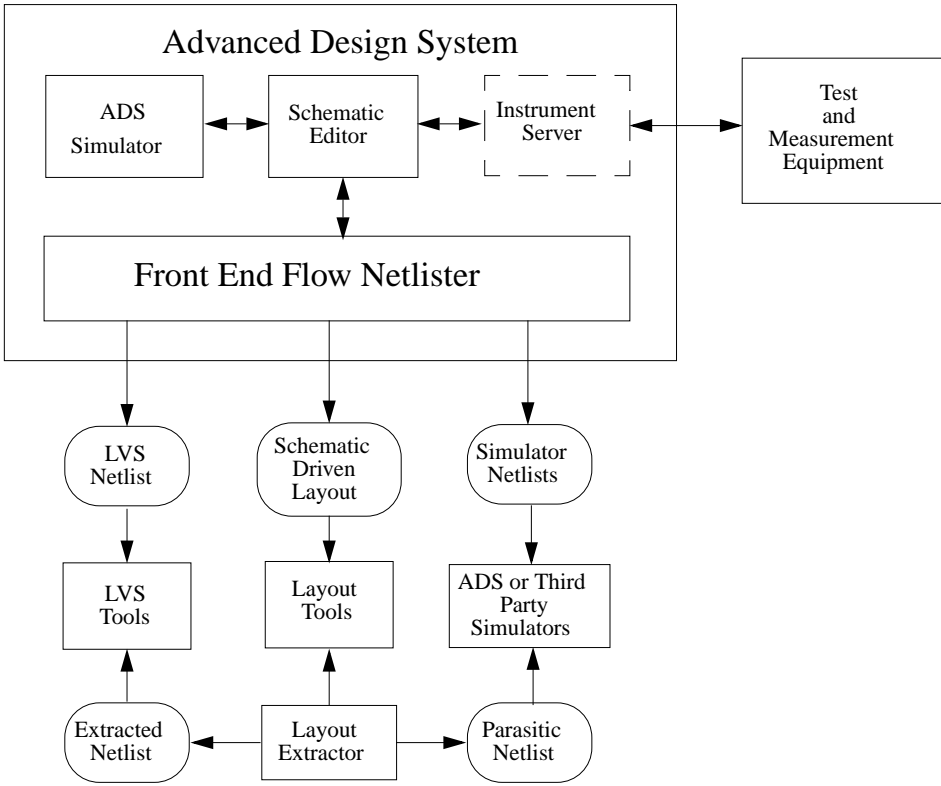 Advanced Design System
ADS
Simulator
Schematic
Editor
Instrument
Server
Test
and
Measurement
Equipment
Front End Flow Netlister
LVS
Netlist
Schematic
Driven
Layout
Simulator
Netlists
LVS
Tools
Layout
Tools
ADS or Third
Party
Simulators
Extracted
Netlist
Layout
Extractor
Parasitic
Netlist